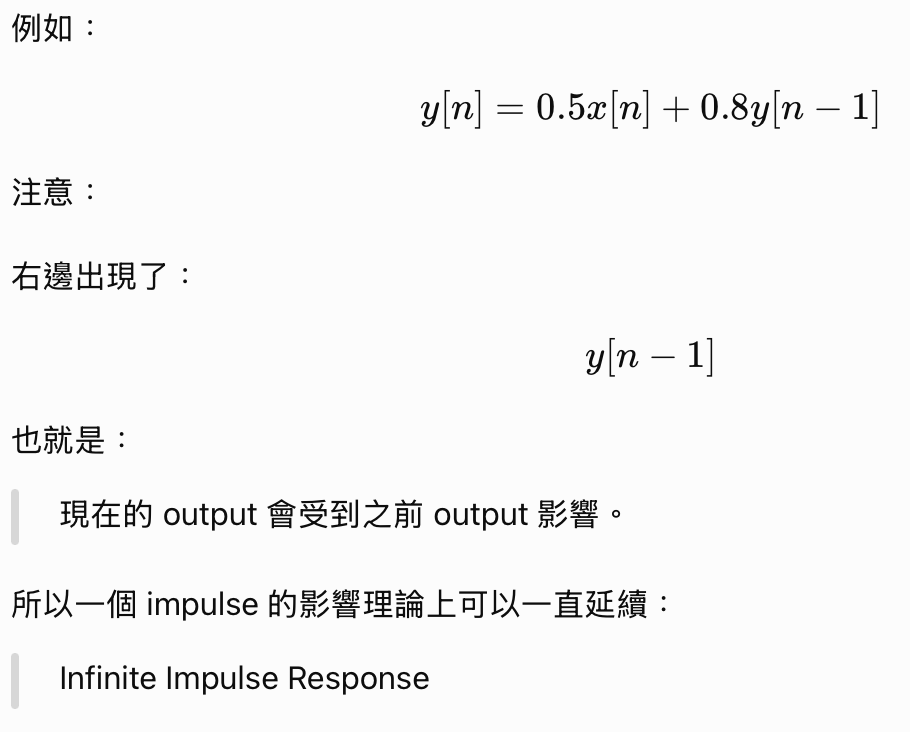 例如：
y[n] = 0.5x[n] + 0.8y[n − 1]
注意：
右邊出現了：
y[n − 1]
也就是：
現在的 output 會受到之前 output 影響。
所以一個 impulse 的影響理論上可以一直延續：
Infinite Impulse Response